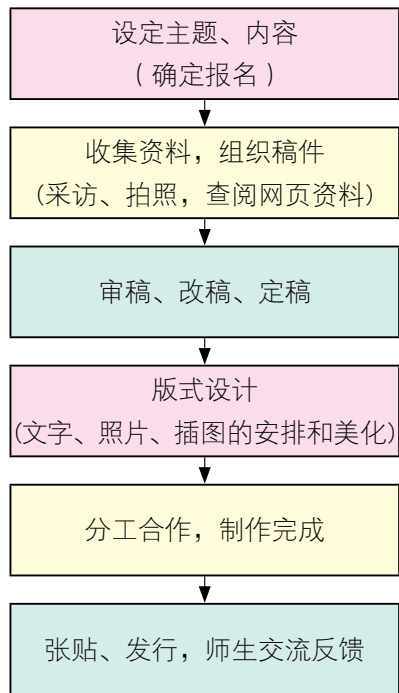 设定主题、内容
（确定报名）
收集资料，组织稿件
(采访、拍照，查阅网页资料)
审稿、改稿、定稿
版式设计
(文字、照片、插图的安排和美化)
分工合作，制作完成
张贴、发行，师生交流反馈